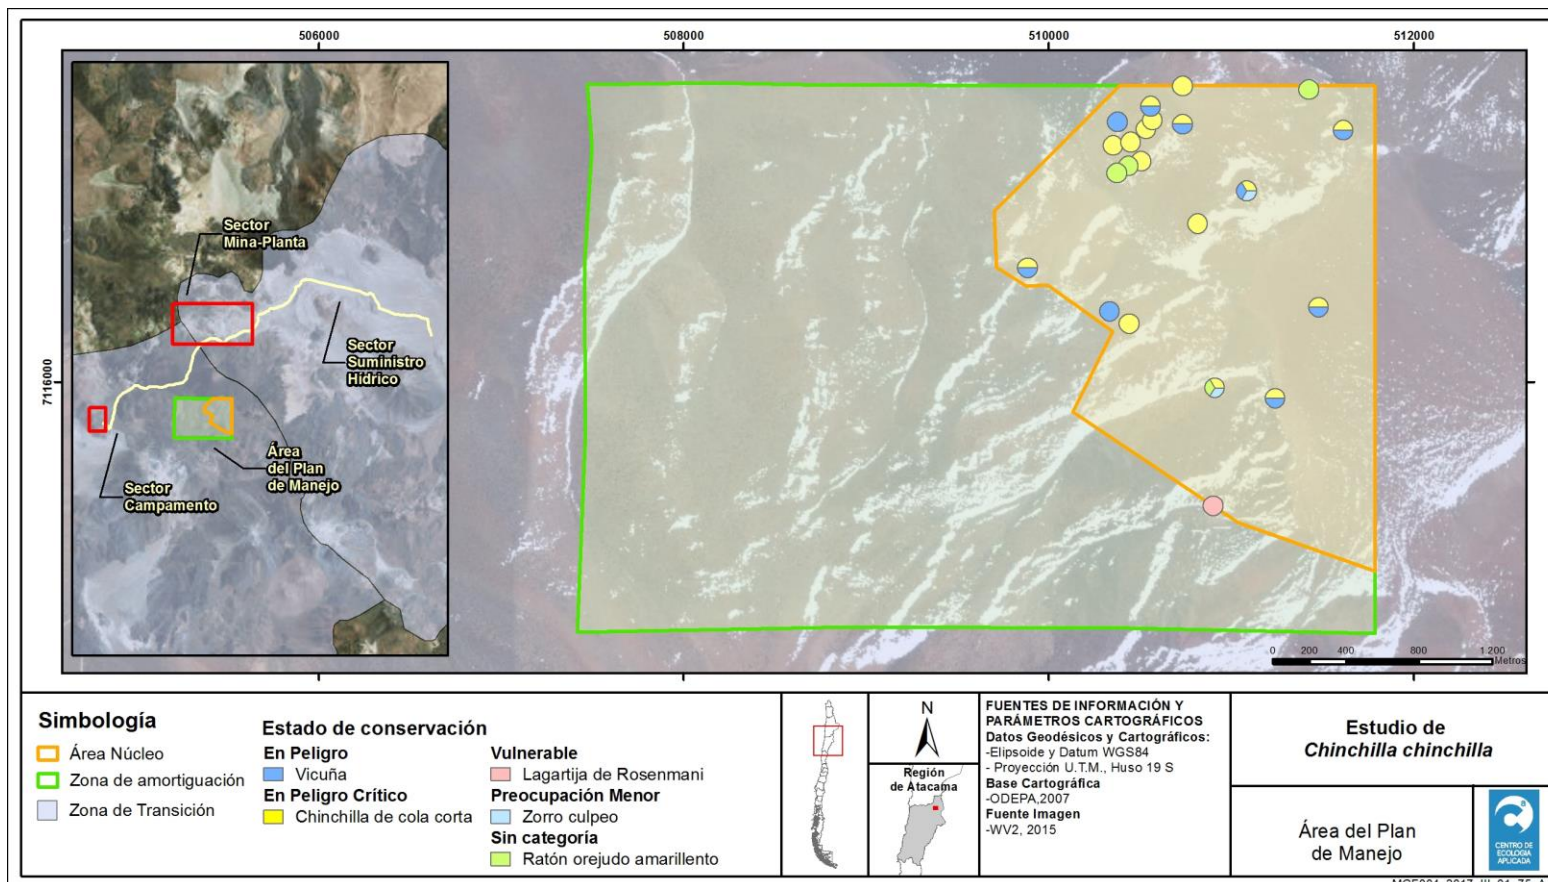 506000
508000
510000
512000
7116000
Sector
Mina-Planta
Sector
Suministro
Hídrico
Área
del Plan
de Manejo
Sector
Campamento
0 200 400 800 1.200
Metros
Simbología
Área Núcleo
Zona de amortiguación
Zona de Transición
Estado de conservación
En Peligro
Vicuña
En Peligro Crítico
Chinchilla de cola corta
Vulnerable
Lagartija de Rosenmani
Preocupación Menor
Zorro culpeo
Sin categoría
Ratón orejudo amarillento
N
Región
de Atacama
FUENTES DE INFORMACIÓN Y
PARÁMETROS CARTOGRÁFICOS
Datos Geodésicos y Cartográficos:
-Elipsoide y Datum WGS84
- Proyección U.T.M., Huso 19 S
Base Cartográfica
-ODEPA,2007
Fuente Imagen
-WV2, 2015
Estudio de
Chinchilla chinchilla
Área del Plan
de Manejo
CENTRO DE
ECOLOGÍA
APLICADA